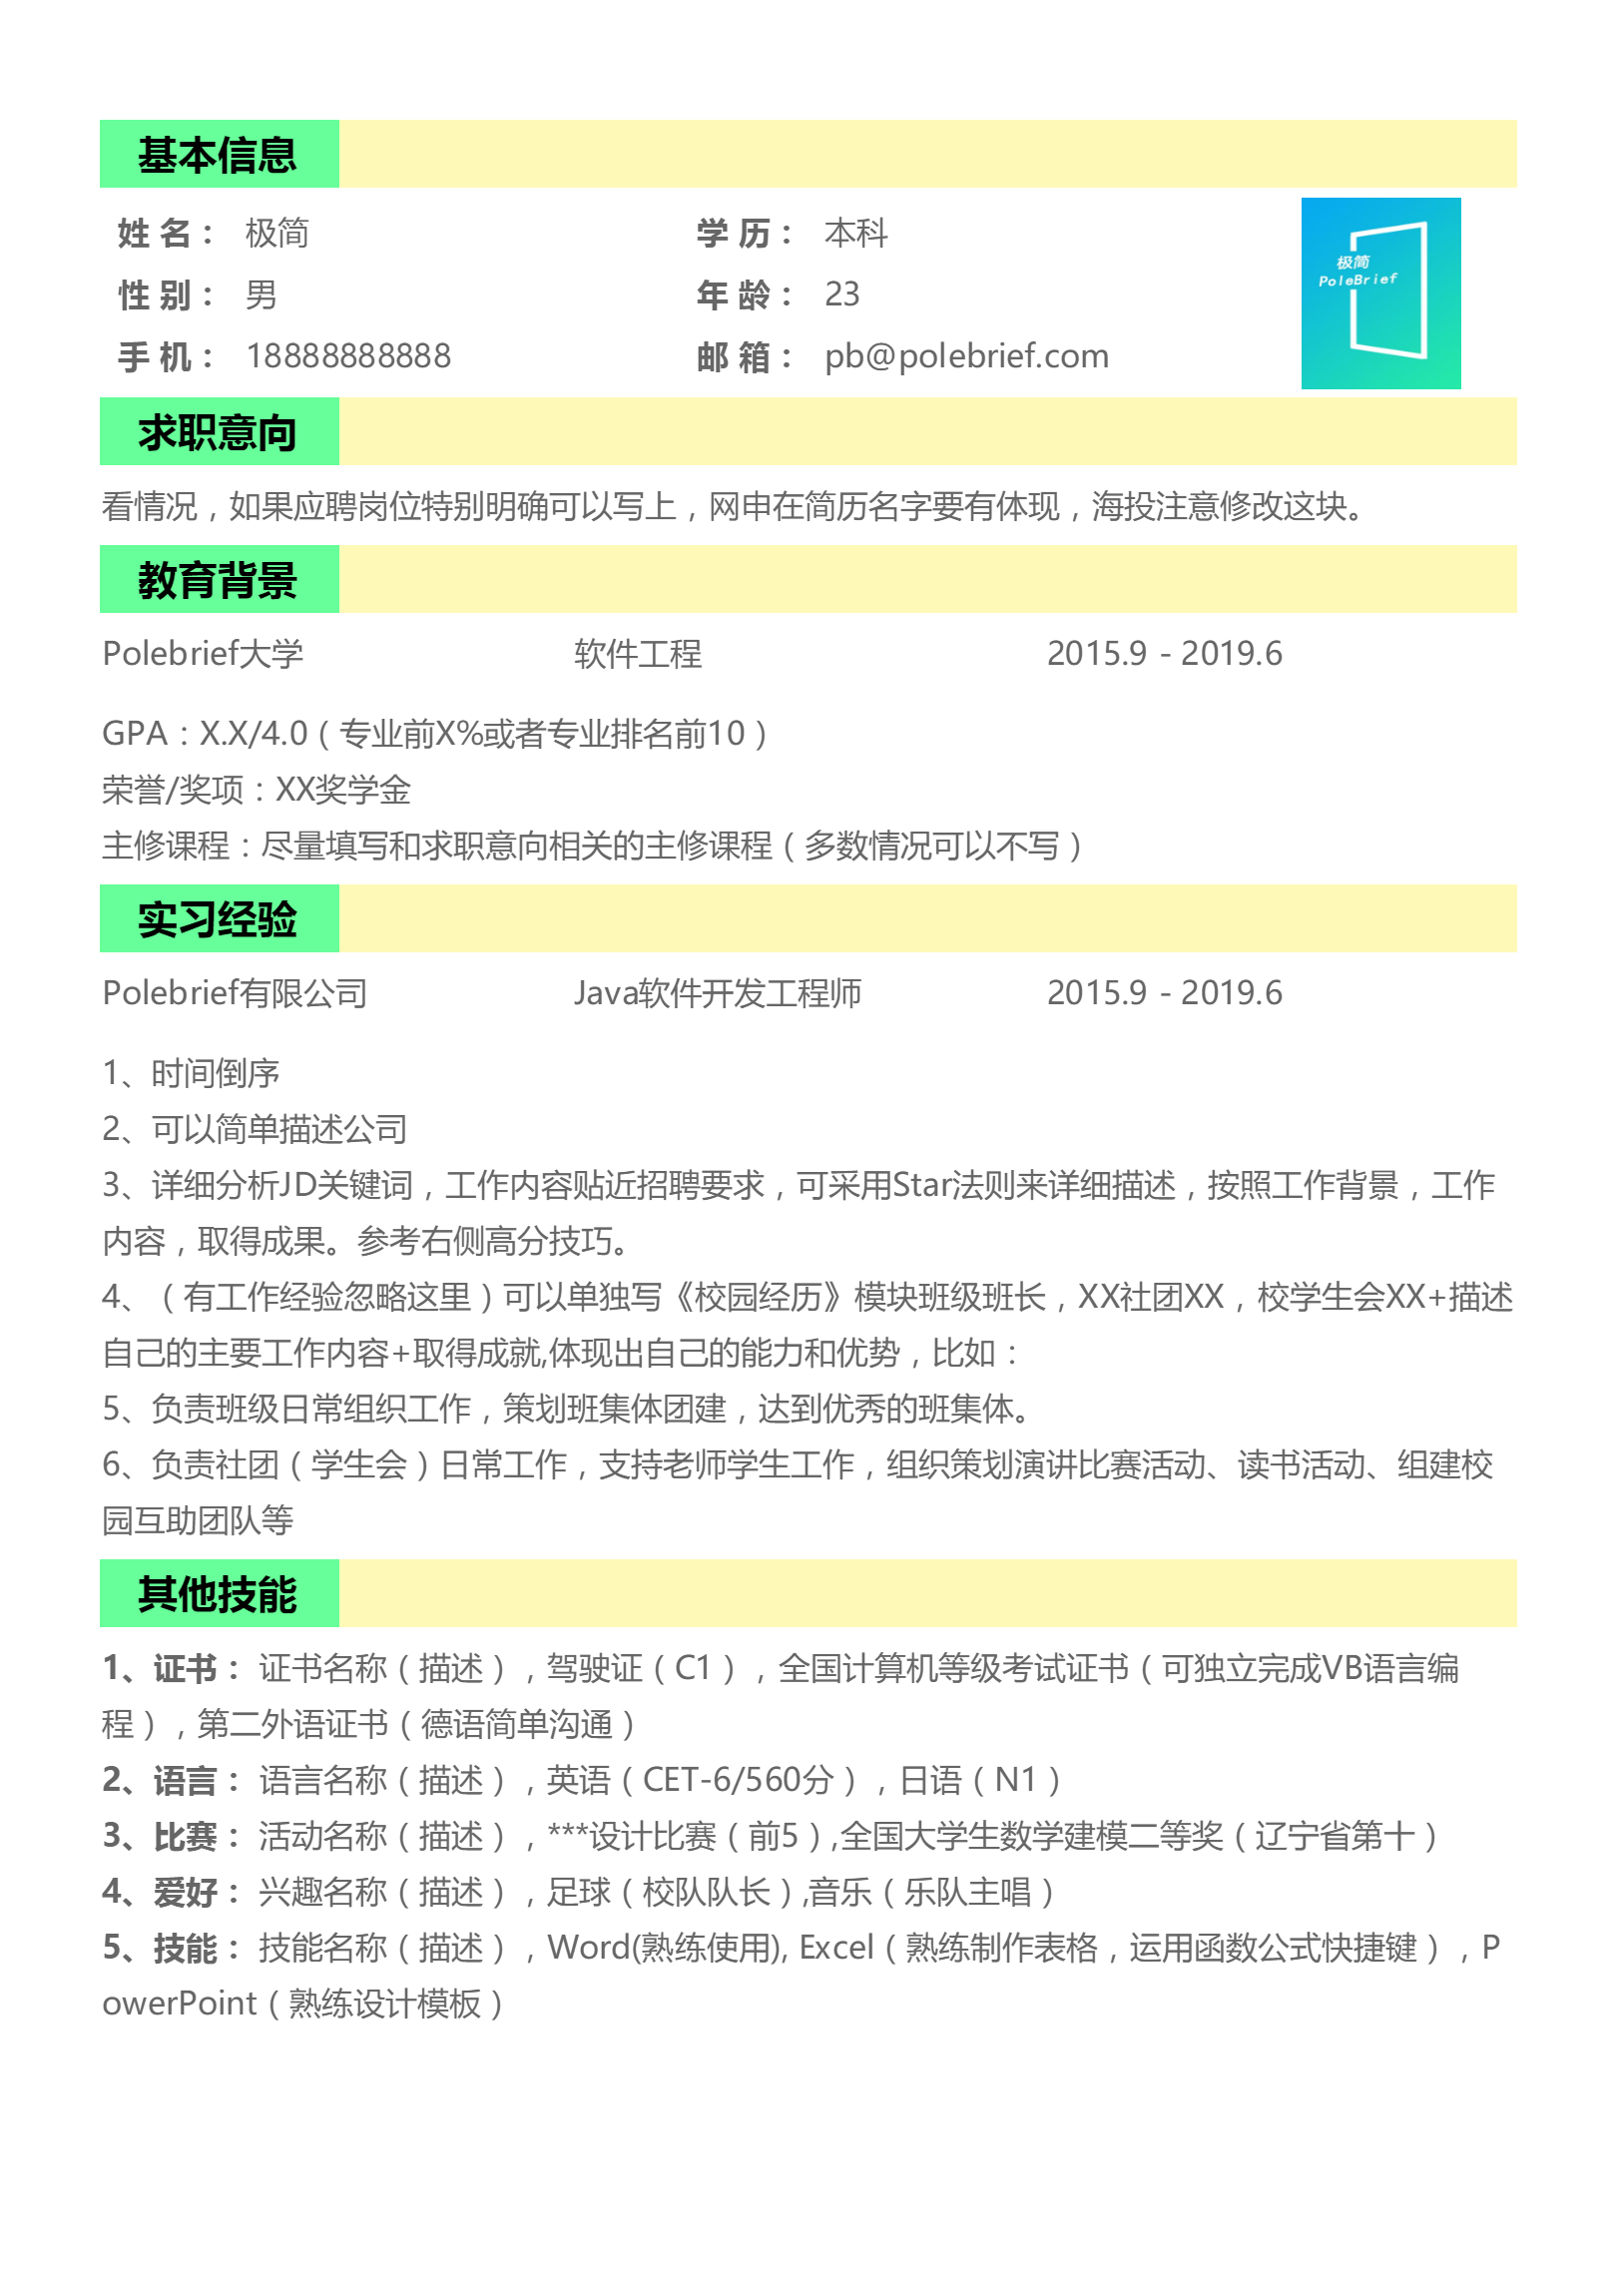 基本信息
姓 名： 极简 学 历： 本科
性 别： 男 年 龄： 23
手 机： 18888888888 邮 箱： pb@polebrief.com
极简
PoleBrief
求职意向
看情况，如果应聘岗位特别明确可以写上，网申在简历名字要有体现，海投注意修改这块。
教育背景
Polebrief大学 软件工程 2015.9 - 2019.6
GPA：X.X/4.0（专业前X%或者专业排名前10）
荣誉/奖项：XX奖学金
主修课程：尽量填写和求职意向相关的主修课程（多数情况可以不写）
实习经验
Polebrief有限公司 Java软件开发工程师 2015.9 - 2019.6
1、时间倒序
2、可以简单描述公司
3、详细分析JD关键词，工作内容贴近招聘要求，可采用Star法则来详细描述，按照工作背景，工作
内容，取得成果。参考右侧高分技巧。
4、（有工作经验忽略这里）可以单独写《校园经历》模块班级班长，XX社团XX，校学生会XX+描述
自己的主要工作内容+取得成就,体现出自己的能力和优势，比如：
5、负责班级日常组织工作，策划班集体团建，达到优秀的班集体。
6、负责社团（学生会）日常工作，支持老师学生工作，组织策划演讲比赛活动、读书活动、组建校
园互助团队等
其他技能
1、证书： 证书名称（描述），驾驶证（C1），全国计算机等级考试证书（可独立完成VB语言编
程），第二外语证书（德语简单沟通）
2、语言： 语言名称（描述），英语（CET-6/560分），日语（N1）
3、比赛： 活动名称（描述），***设计比赛（前5）,全国大学生数学建模二等奖（辽宁省第十）
4、爱好： 兴趣名称（描述），足球（校队队长）,音乐（乐队主唱）
5、技能： 技能名称（描述），Word(熟练使用), Excel（熟练制作表格，运用函数公式快捷键），P
owerPoint（熟练设计模板）